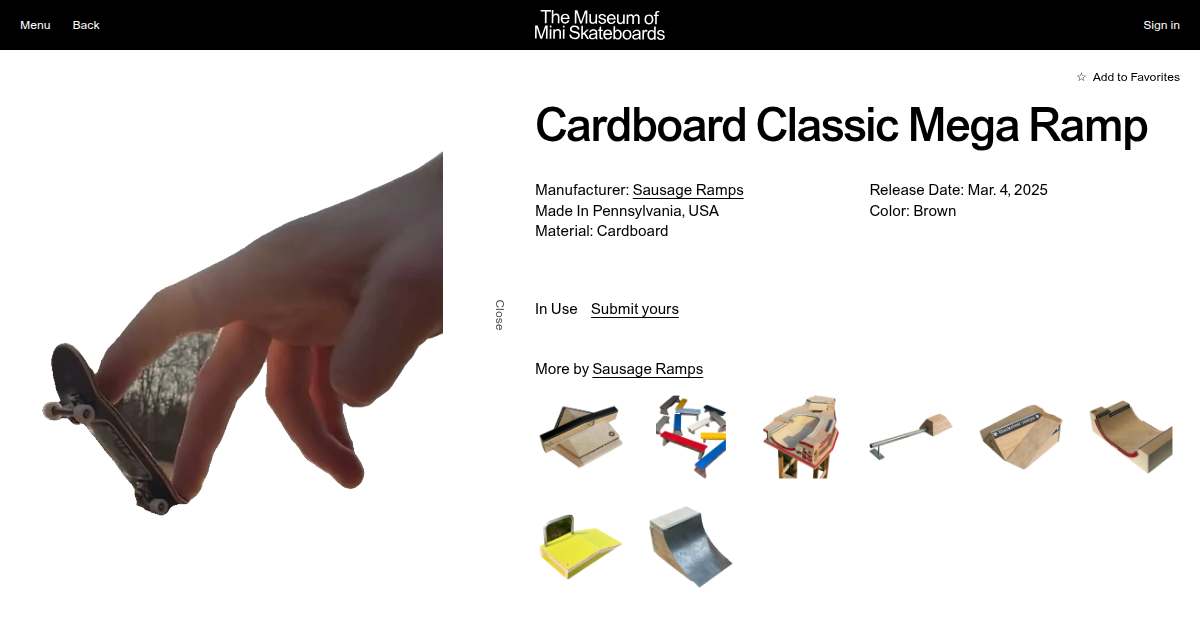 Menu
Back
The Museum of
Mini Skateboards
Sign in
☆ Add to Favorites
Cardboard Classic Mega Ramp
Manufacturer: Sausage Ramps
Made In Pennsylvania, USA
Material: Cardboard
Release Date: Mar. 4, 2025
Color: Brown
Close
In Use
Submit yours
More by Sausage Ramps